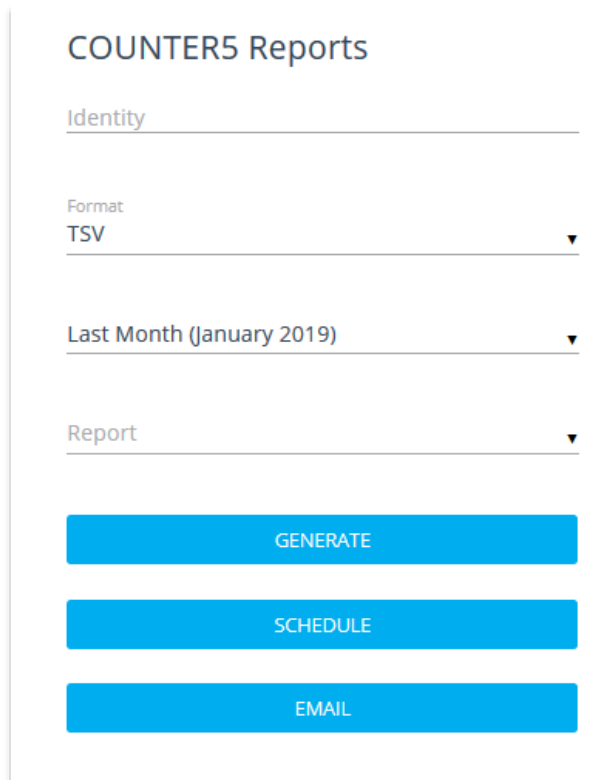 COUNTER5 Reports
Identity
Format
TSV
Last Month (January 2019)
Report
GENERATE
SCHEDULE
EMAIL